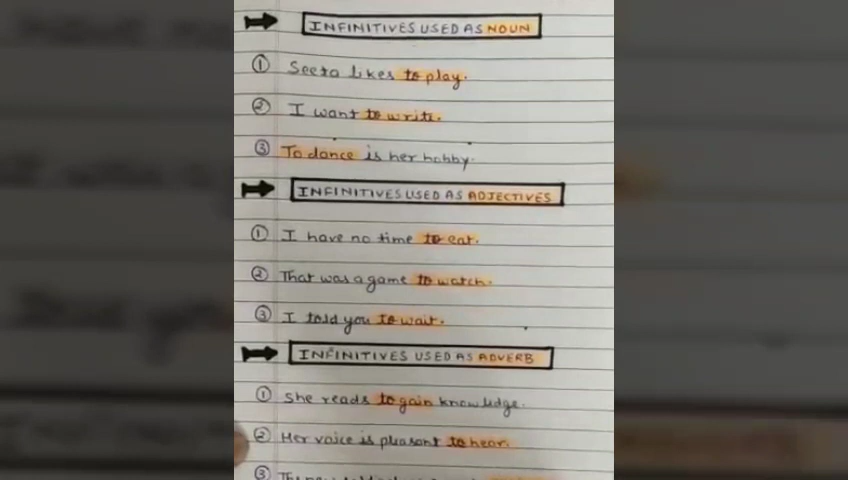 INFINITIVES USED AS NOUN
① Seeta likes to play.
② I want to write.
③ To dance is her hobby.
INFINITIVES USED AS ADJECTIVES
① I have no time to eat.
② That was a game to watch.
③ I told you to wait.
INFINITIVES USED AS ADVERB
① She reads to gain knowledge.
② Her voice is pleasant to hear.
③